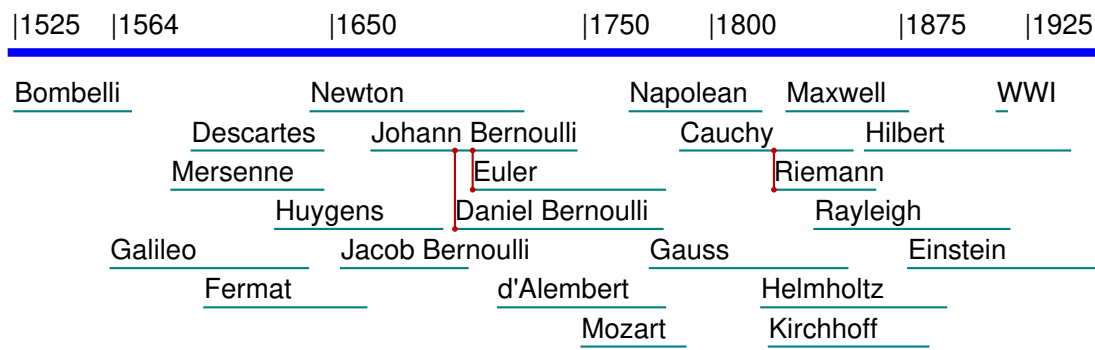 |1525 |1564 |1650 |1750 |1800 |1875 |1925
Bombelli Newton Napolean Maxwell WWI
Descartes Johann Bernoulli Cauchy Hilbert
Mersenne Euler Riemann
Huygens Daniel Bernoulli Rayleigh
Galileo Jacob Bernoulli Gauss Einstein
Fermat d'Alembert Helmholtz
Mozart Kirchhoff